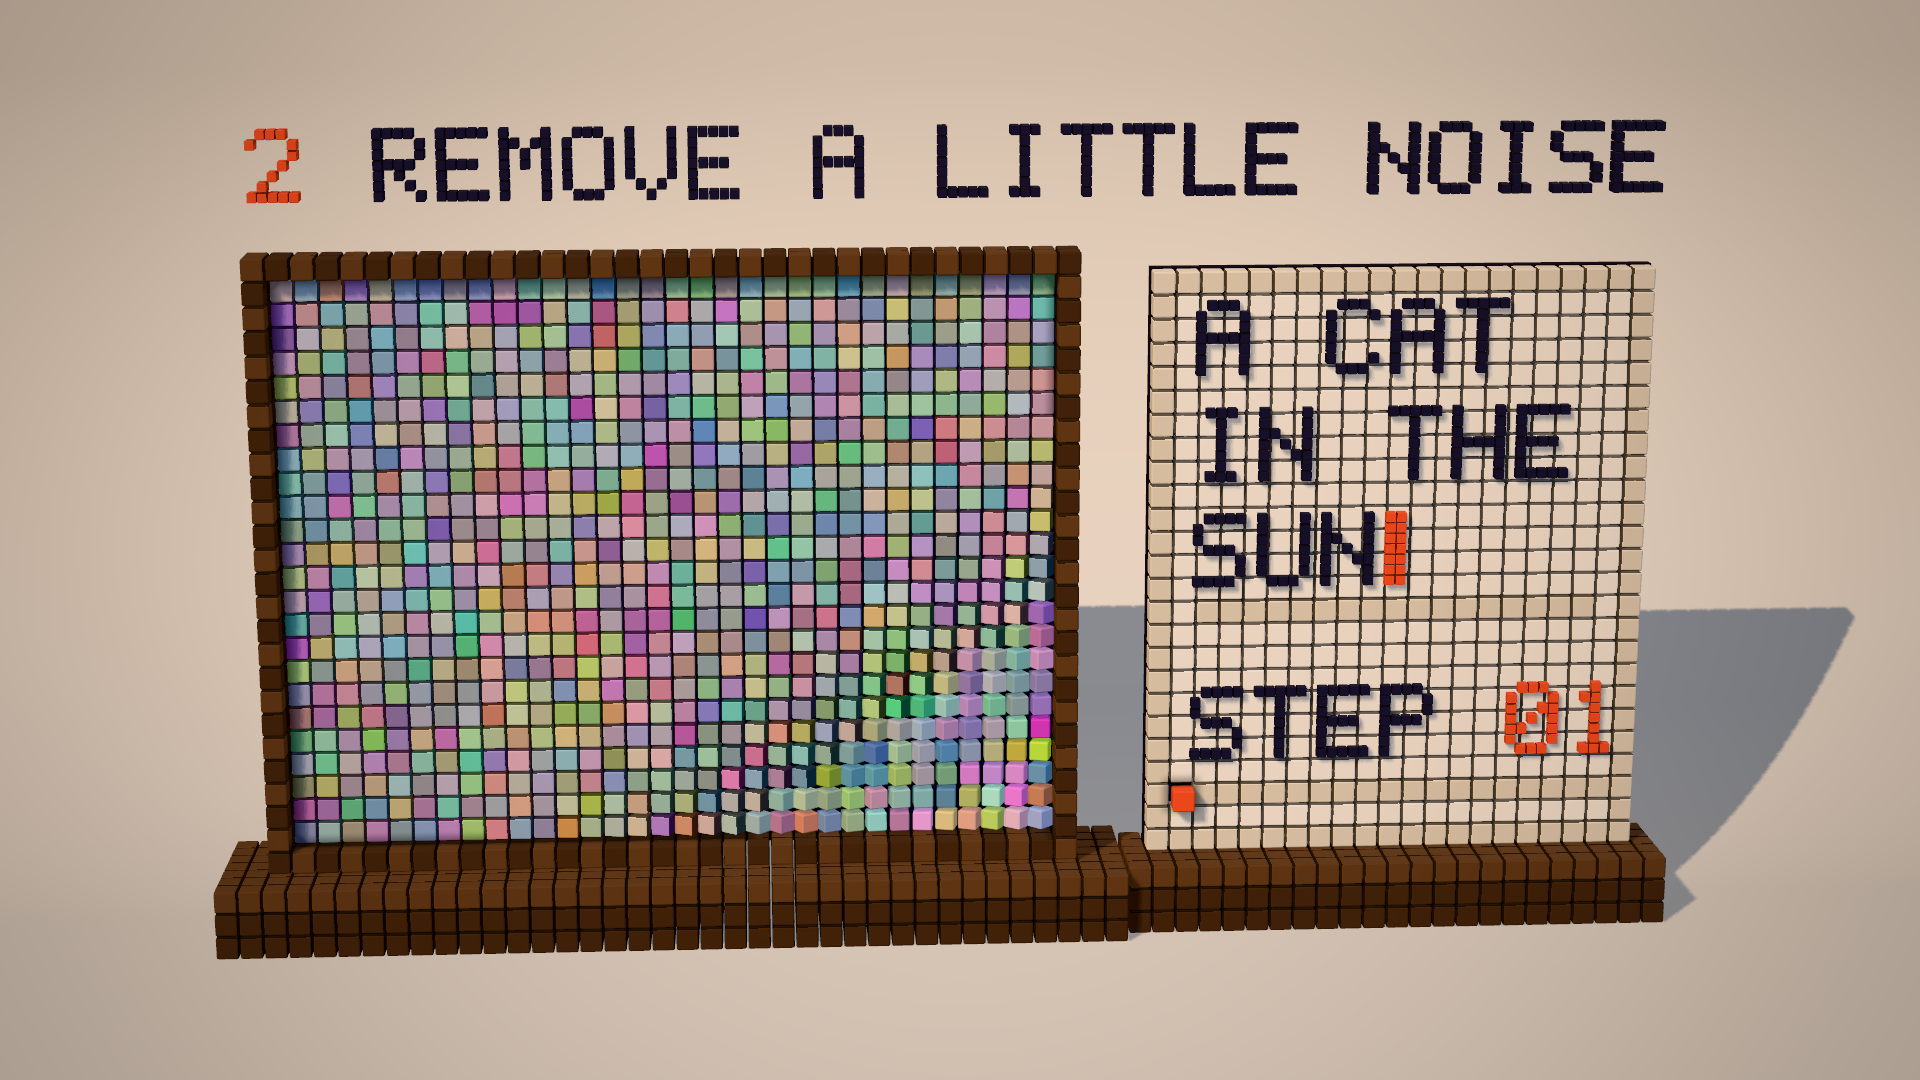 2 REMOVE A LITTLE NOISE
A CAT
IN THE
SUN
STEP 01